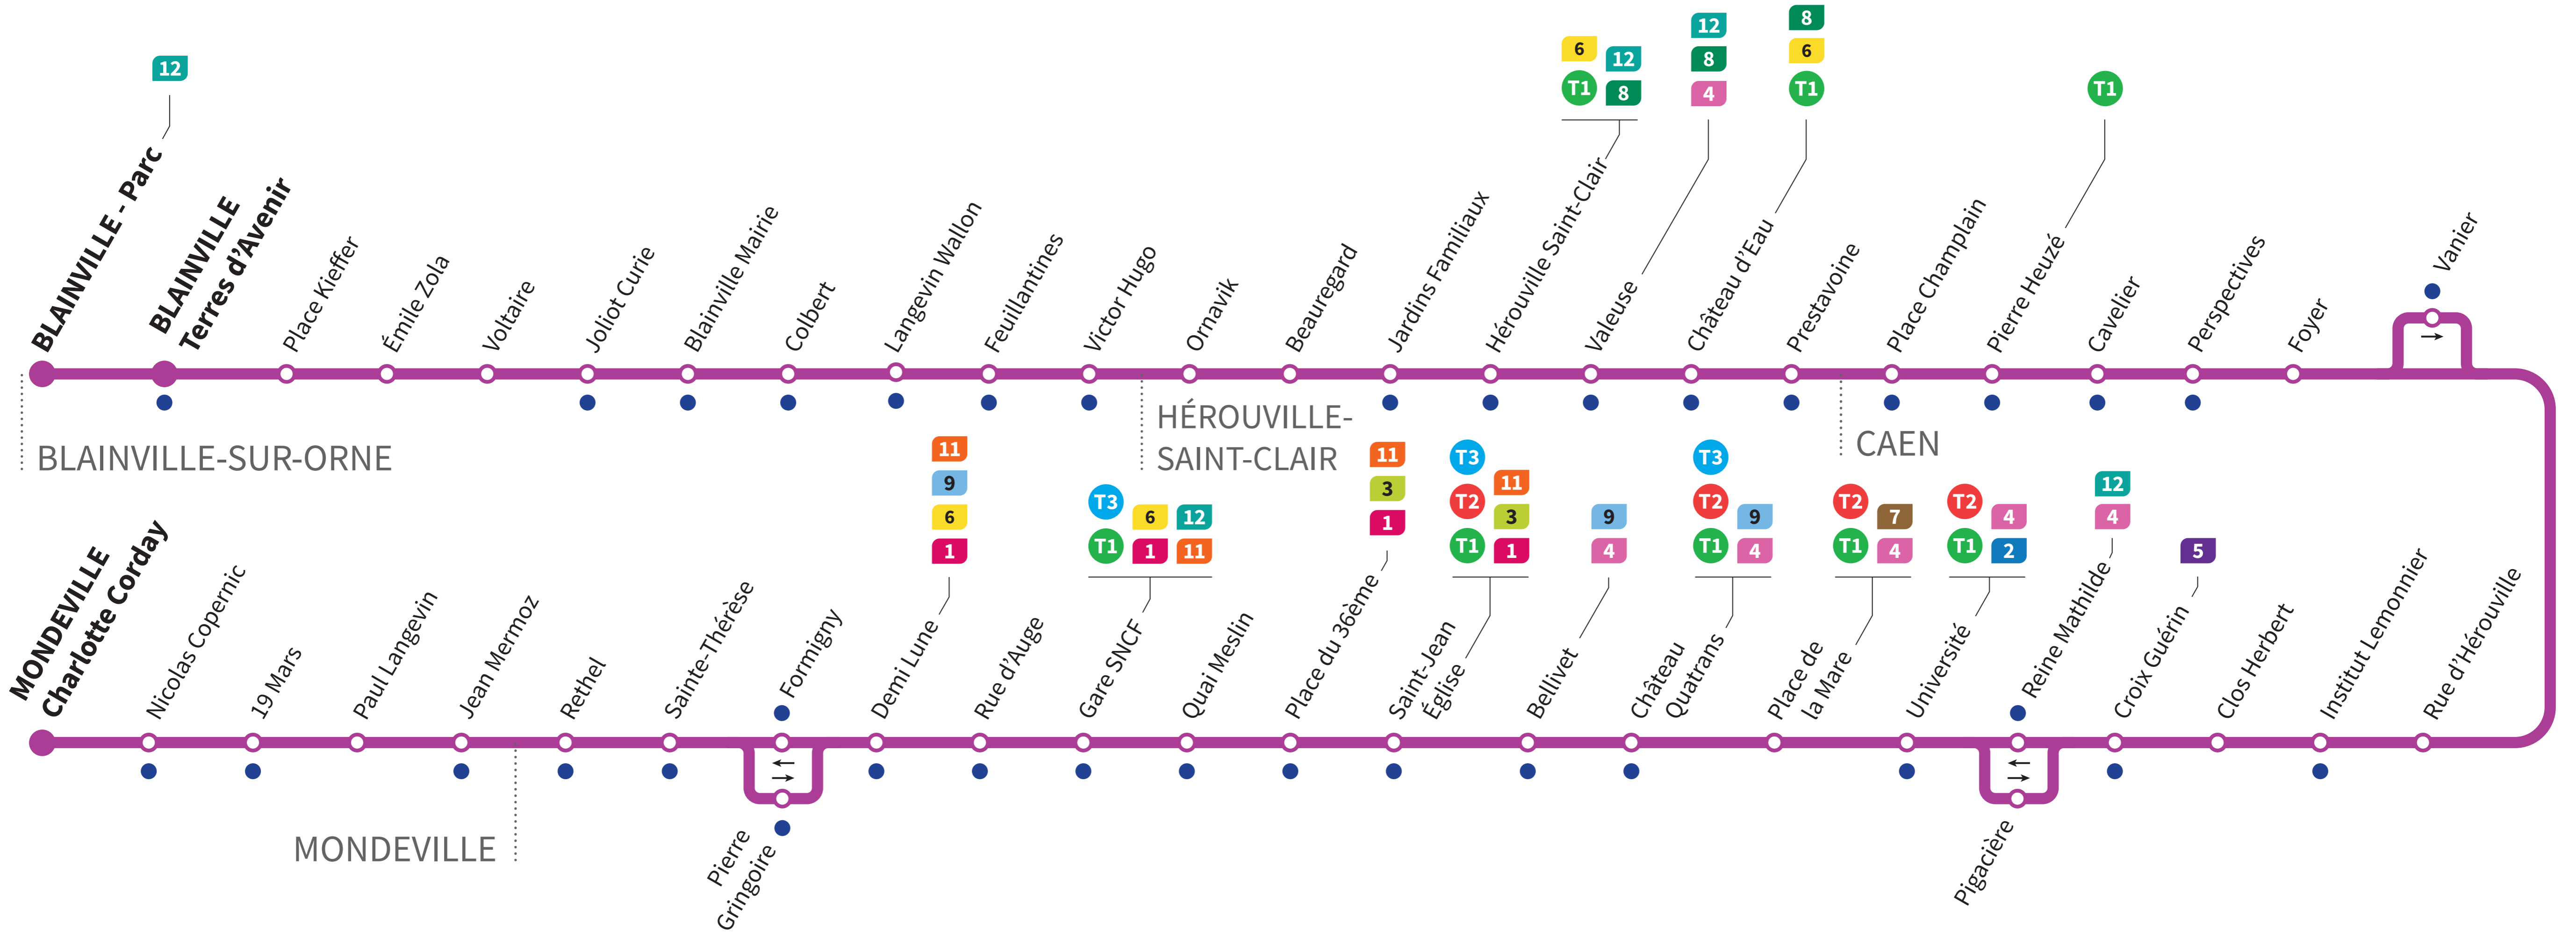 12
BLAINVILLE - Parc
BLAINVILLE
Terres d’Avenir
Place Kieffer
Émile Zola
Voltaire
Joliot Curie
Blainville Mairie
Colbert
Langevin Wallon
Feuillantines
Victor Hugo
Ornavik
Beauregard
Jardins Familiaux
6 12
T1 8
Hérouville Saint-Clair
12
8
4
Valeuse
8
6
T1
Château d’Eau
Prestavoine
Place Champlain
T1
Pierre Heuzé
Cavelier
Perspectives
Foyer
Vanier
BLAINVILLE-SUR-ORNE
HÉROUVILLE-
SAINT-CLAIR
CAEN
MONDEVILLE
Charlotte Corday
Nicolas Copernic
19 Mars
Paul Langevin
Jean Mermoz
Rethel
Sainte-Thérèse
Formigny
Pierre
Gringoire
11
9
6
1
Demi Lune
Rue d’Auge
T3 6 12
T1 1 11
Gare SNCF
Quai Meslin
11
3
1
Place du 36ème
T3
T2 11
3
T1 1
Saint-Jean
Église
9
4
Bellivet
T3
T2 9
T1 4
Château
Quatrans
T2 7
T1 4
Place de
la Mare
T2 4
T1 2
Université
12
4
Reine Mathilde
Pigacière
5
Croix Guérin
Clos Herbert
Institut Lemonnier
Rue d’Hérouville
MONDEVILLE